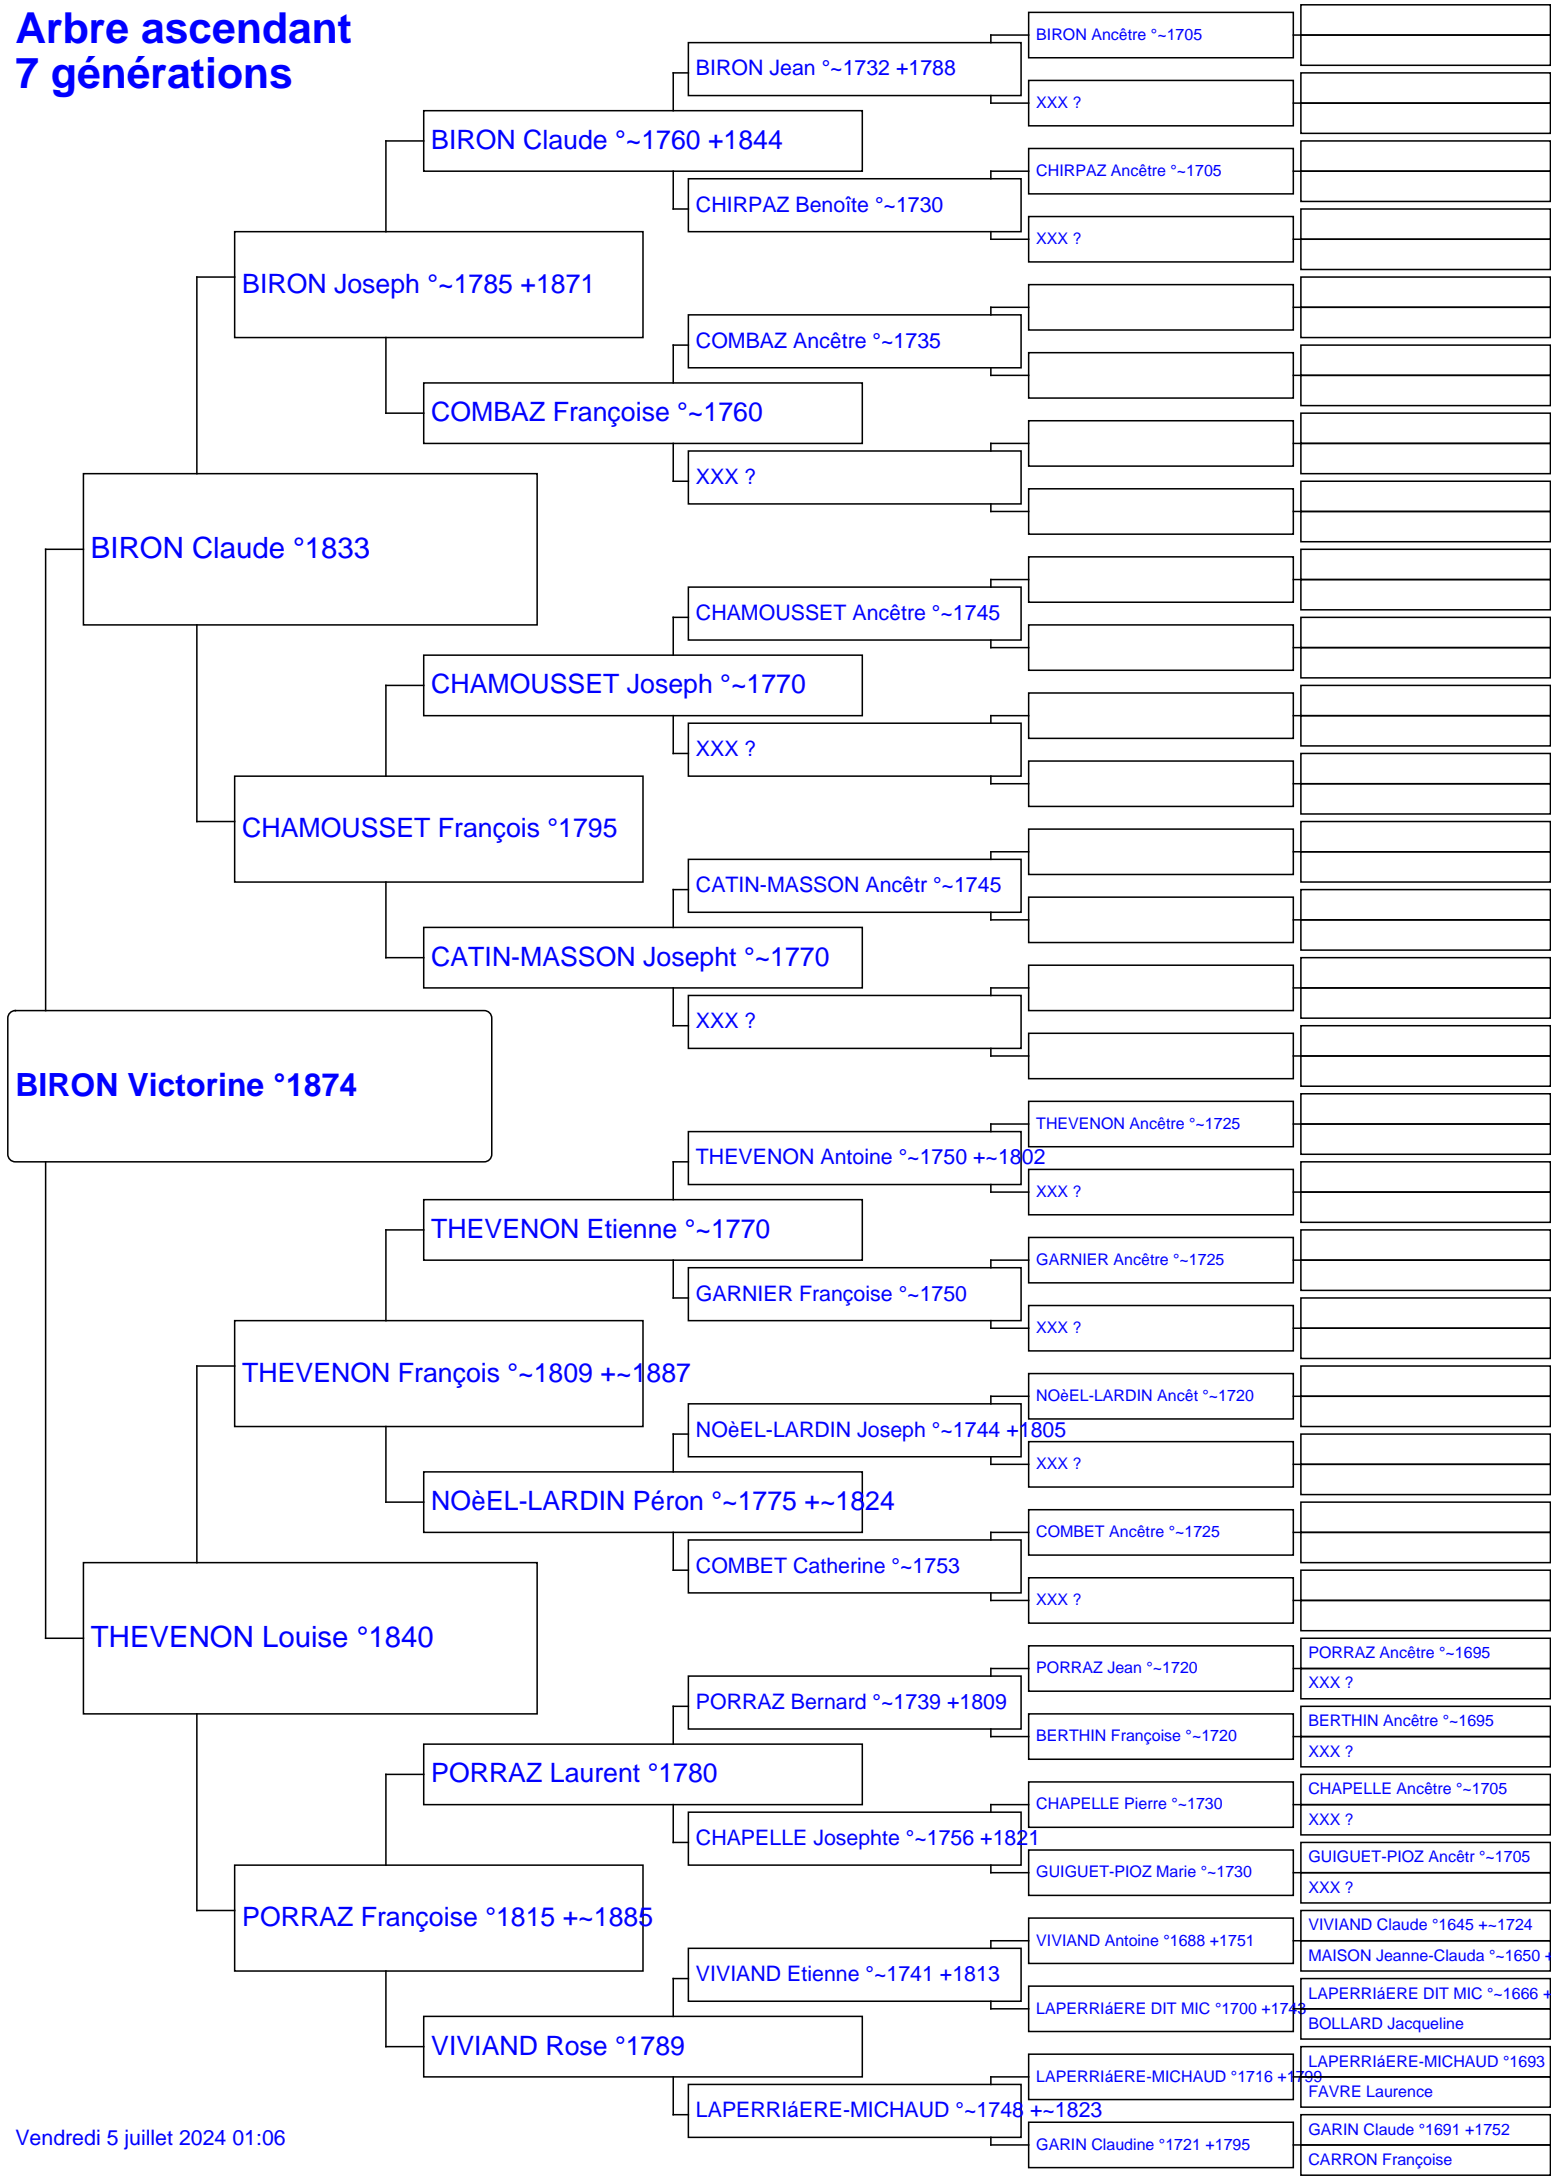 Arbre ascendant
7 générations
BIRON Victorine °1874
BIRON Claude °1833
THEVENON Louise °1840
BIRON Joseph °~1785 +1871
CHAMOUSSET François °1795
THEVENON François °~1809 +~1887
PORRAZ Françoise °1815 +~1885
BIRON Claude °~1760 +1844
COMBAZ Françoise °~1760
CHAMOUSSET Joseph °~1770
CATIN-MASSON Josepht °~1770
THEVENON Etienne °~1770
NOèEL-LARDIN Péron °~1775 +~1824
PORRAZ Laurent °1780
VIVIAND Rose °1789
BIRON Jean °~1732 +1788
CHIRPAZ Benoîte °~1730
COMBAZ Ancêtre °~1735
XXX ?
CHAMOUSSET Ancêtre °~1745
XXX ?
CATIN-MASSON Ancêtr °~1745
XXX ?
THEVENON Antoine °~1750 +~1802
GARNIER Françoise °~1750
NOèEL-LARDIN Joseph °~1744 +1805
COMBET Catherine °~1753
PORRAZ Bernard °~1739 +1809
CHAPELLE Josephte °~1756 +1821
VIVIAND Etienne °~1741 +1813
LAPERRIáERE-MICHAUD °~1748 +~1823
BIRON Ancêtre °~1705
XXX ?
CHIRPAZ Ancêtre °~1705
XXX ?
THEVENON Ancêtre °~1725
XXX ?
GARNIER Ancêtre °~1725
XXX ?
NOèEL-LARDIN Ancêt °~1720
XXX ?
COMBET Ancêtre °~1725
XXX ?
PORRAZ Jean °~1720
BERTHIN Françoise °~1720
CHAPELLE Pierre °~1730
GUIGUET-PIOZ Marie °~1730
VIVIAND Antoine °1688 +1751
LAPERRIáERE DIT MIC °1700 +1743
LAPERRIáERE-MICHAUD °1716 +1799
GARIN Claudine °1721 +1795
PORRAZ Ancêtre °~1695
XXX ?
BERTHIN Ancêtre °~1695
XXX ?
CHAPELLE Ancêtre °~1705
XXX ?
GUIGUET-PIOZ Ancêtr °~1705
XXX ?
VIVIAND Claude °1645 +~1724
MAISON Jeanne-Clauda °~1650 +
LAPERRIáERE DIT MIC °~1666 +
BOLLARD Jacqueline
LAPERRIáERE-MICHAUD °1693
FAVRE Laurence
GARIN Claude °1691 +1752
CARRON Françoise
Vendredi 5 juillet 2024 01:06